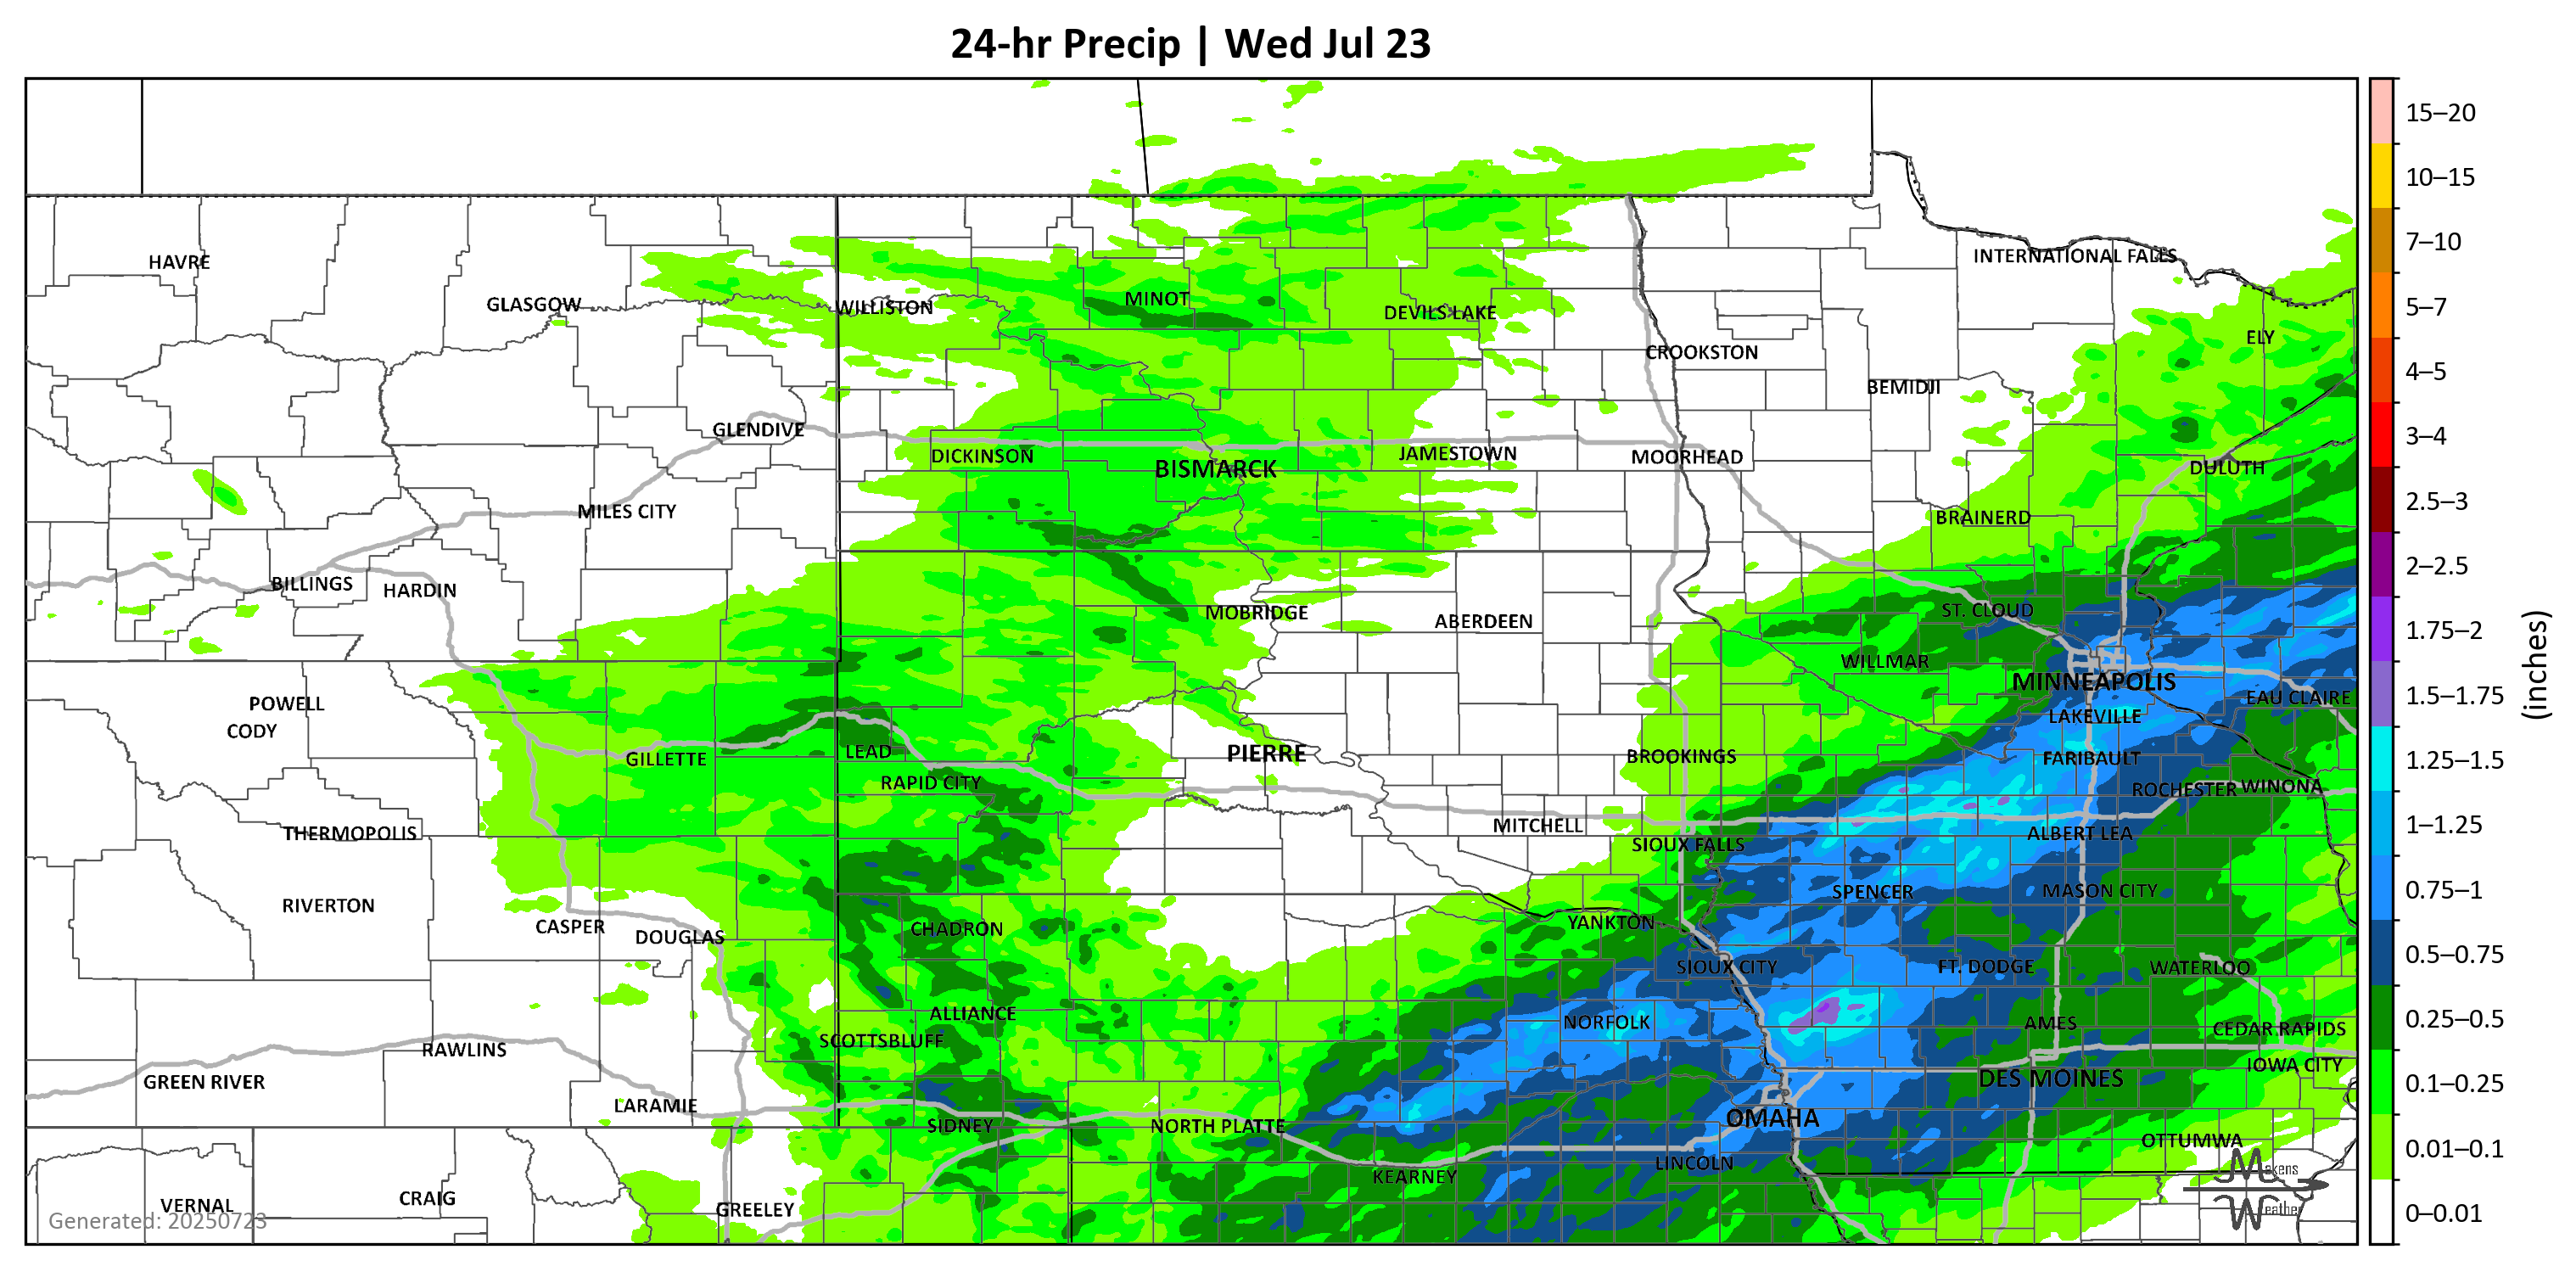 24-hr Precip | Wed Jul 23
15–20
10–15
7–10
5–7
4–5
3–4
2.5–3
2–2.5
1.75–2
1.5–1.75
1.25–1.5
1–1.25
0.75–1
0.5–0.75
0.25–0.5
0.1–0.25
0.01–0.1
0–0.01
(inches)
HAVRE
INTERNATIONAL FALLS
GLASGOW
WILLISTON
MINOT
DEVILS LAKE
ELY
CROOKSTON
BEMIDJI
GLENDIVE
DICKINSON
BISMARCK
JAMESTOWN
MOORHEAD
DULUTH
MILES CITY
BRAINERD
BILLINGS
HARDIN
MOBRIDGE
ABERDEEN
ST. CLOUD
WILLMAR
MINNEAPOLIS
POWELL
EAU CLAIRE
CODY
LAKEVILLE
GILLETTE
LEAD
PIERRE
BROOKINGS
FARIBAULT
RAPID CITY
ROCHESTER
WINONA
THERMOPOLIS
MITCHELL
ALBERT LEA
SIOUX FALLS
RIVERTON
SPENCER
MASON CITY
CASPER
DOUGLAS
CHADRON
YANKTON
SIOUX CITY
FT. DODGE
WATERLOO
ALLIANCE
NORFOLK
AMES
CEDAR RAPIDS
SCOTTSBLUFF
RAWLINS
IOWA CITY
GREEN RIVER
DES MOINES
LARAMIE
SIDNEY
NORTH PLATTE
OMAHA
OTTUMWA
LINCOLN
KEARNEY
VERNAL
CRAIG
GREELEY
Makens
Weather
Generated: 20250723